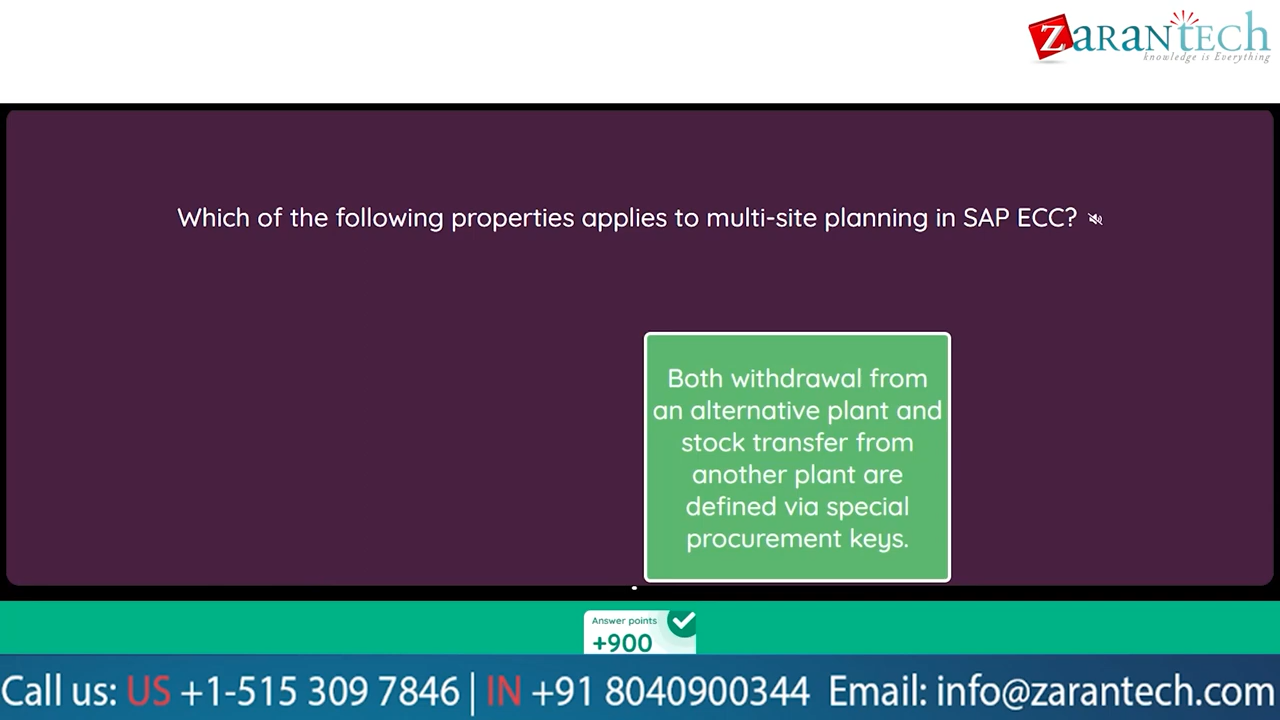 ZARANTECH
knowledge is Everything
Which of the following properties applies to multi-site planning in SAP ECC?
Both withdrawal from
an alternative plant and
stock transfer from
another plant are
defined via special
procurement keys.
Answer points
+900
Call us: US +1-515 309 7846 | IN +91 8040900344 Email: info@zarantech.com